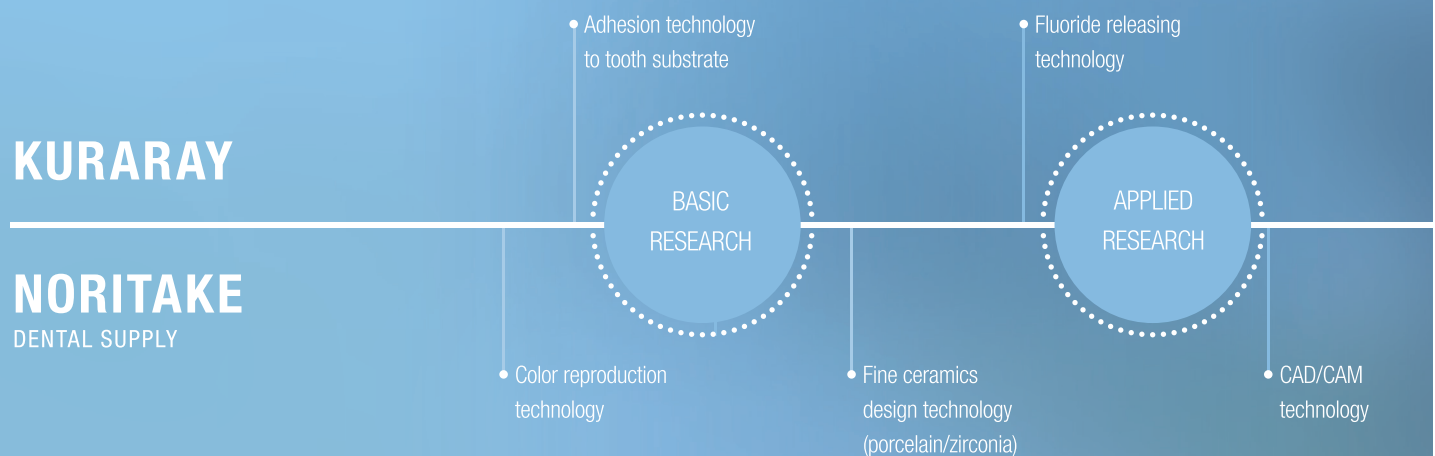 Adhesion technology
to tooth substrate
Fluoride releasing
technology
KURARAY
BASIC
RESEARCH
APPLIED
RESEARCH
NORITAKE
DENTAL SUPPLY
Color reproduction
technology
Fine ceramics
design technology
(porcelain/zirconia)
CAD/CAM
technology